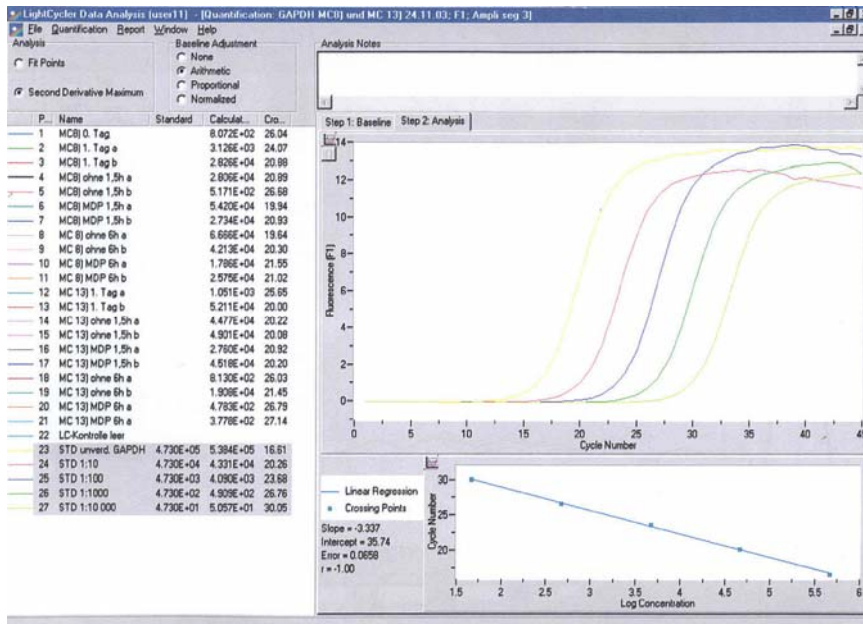 LightCycler Data Analysis (user11) - [Quantification: GAPDH MC8) und MC 13) 24.11.03; F1; Ampli seg 3]
File Quantification Report Window Help
Analysis
Fit Points
Second Derivative Maximum
Baseline Adjustment
None
Arithmetic
Proportional
Normalized
Analysis Notes
P... Name Standard Calculat... Cro...
1 MC8) 0. Tag 8.072E+02 26.04
2 MC8) 1. Tag a 3.126E+03 24.07
3 MC8) 1. Tag b 2.826E+04 20.88
4 MC8) ohne 1,5h a 2.806E+04 20.89
5 MC8) ohne 1,5h b 5.171E+02 26.68
6 MC8) MDP 1,5h a 5.420E+04 19.94
7 MC8) MDP 1,5h b 2.734E+04 20.93
8 MC 8) ohne 6h a 6.666E+04 19.64
9 MC 8) ohne 6h b 4.213E+04 20.30
10 MC 8) MDP 6h a 1.786E+04 21.55
11 MC 8) MDP 6h b 2.575E+04 21.02
12 MC 13) 1. Tag a 1.051E+03 25.65
13 MC 13) 1. Tag b 5.211E+04 20.00
14 MC 13) ohne 1,5h a 4.477E+04 20.22
15 MC 13) ohne 1,5h b 4.901E+04 20.08
16 MC 13) MDP 1,5h a 2.760E+04 20.92
17 MC 13) MDP 1,5h b 4.518E+04 20.20
18 MC 13) ohne 6h a 8.130E+02 26.03
19 MC 13) ohne 6h b 1.908E+04 21.45
20 MC 13) MDP 6h a 4.783E+02 26.79
21 MC 13) MDP 6h a 3.778E+02 27.14
22 LC-Kontrolle leer
23 STD unverd. GAPDH 4.730E+05 5.384E+05 16.61
24 STD 1:10 4.730E+04 4.331E+04 20.26
25 STD 1:100 4.730E+03 4.090E+03 23.68
26 STD 1:1000 4.730E+02 4.909E+02 26.76
27 STD 1:10 000 4.730E+01 5.057E+01 30.05
Step 1: Baseline Step 2: Analysis
14
12
10
8
6
4
2
0
Fluorescence (F1)
0 5 10 15 20 25 30 35 40 45
Cycle Number
Linear Regression
Crossing Points
Slope = -3.337
Intercept = 35.74
Error = 0.0658
r = -1.00
30
25
20
Cycle Number
1.5 2 2.5 3 3.5 4 4.5 5 5.5 6
Log Concentration